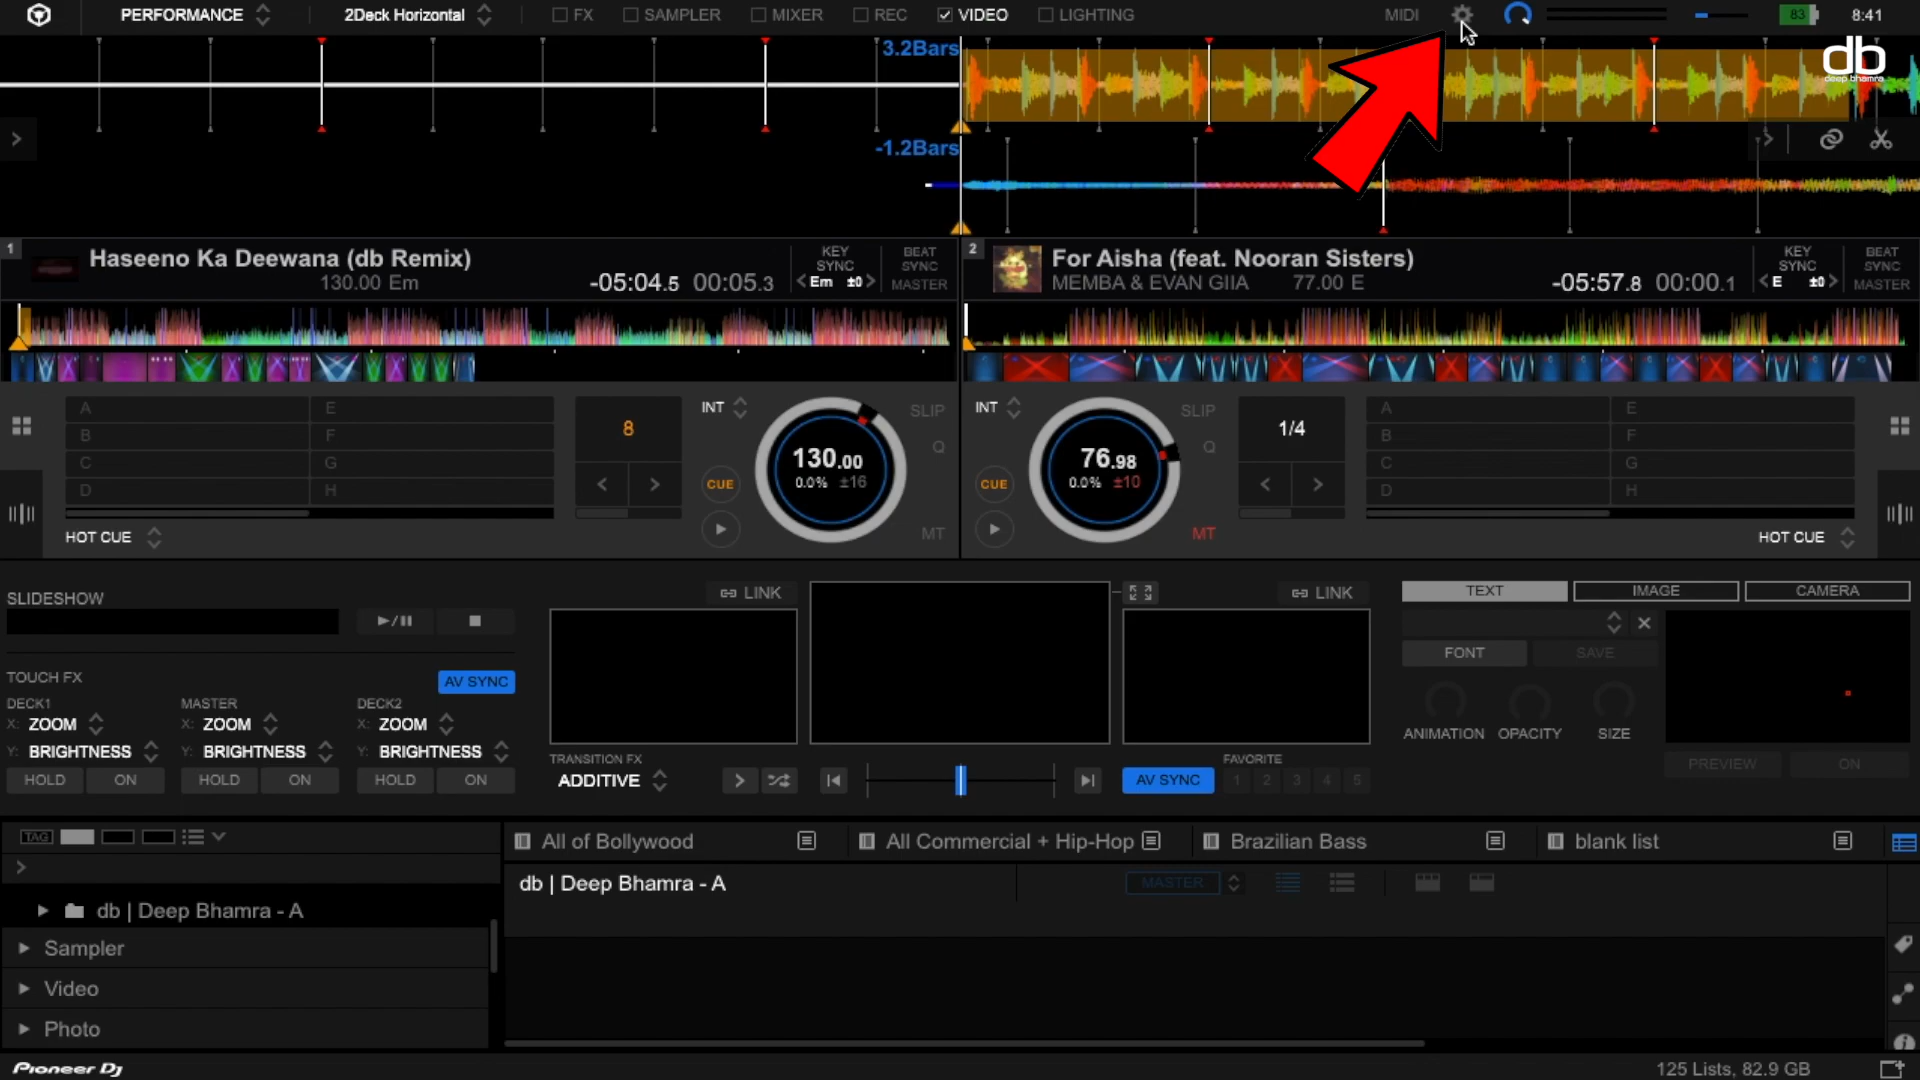 PERFORMANCE 2Deck Horizontal FX SAMPLER MIXER REC VIDEO LIGHTING MIDI 83 8:41
3.2Bars
db
deep bhamra
-1.2Bars
1 Haseeno Ka Deewana (db Remix)
130.00 Em -05:04.5 00:05.3
KEY SYNC
Em ±0
BEAT SYNC
MASTER
2 For Aisha (feat. Nooran Sisters)
MEMBA & EVAN GIIA 77.00 E -05:57.8 00:00.1
KEY SYNC
E ±0
BEAT SYNC
MASTER
A E
B F
C G
D H
HOT CUE
8
INT
CUE
130.00
0.0% ±16
SLIP
Q
MT
INT
CUE
76.98
0.0% ±10
SLIP
Q
MT
1/4
A E
B F
C G
D H
HOT CUE
SLIDESHOW
TOUCH FX AV SYNC
DECK1 MASTER DECK2
X: ZOOM X: ZOOM X: ZOOM
Y: BRIGHTNESS Y: BRIGHTNESS Y: BRIGHTNESS
HOLD ON HOLD ON HOLD ON
LINK LINK
TRANSITION FX
ADDITIVE
AV SYNC
FAVORITE
1 2 3 4 5
TEXT IMAGE CAMERA
FONT SAVE
ANIMATION OPACITY SIZE
PREVIEW ON
TAG
All of Bollywood All Commercial + Hip-Hop Brazilian Bass blank list
db | Deep Bhamra - A MASTER
db | Deep Bhamra - A
Sampler
Video
Photo
Pioneer Dj 125 Lists, 82.9 GB